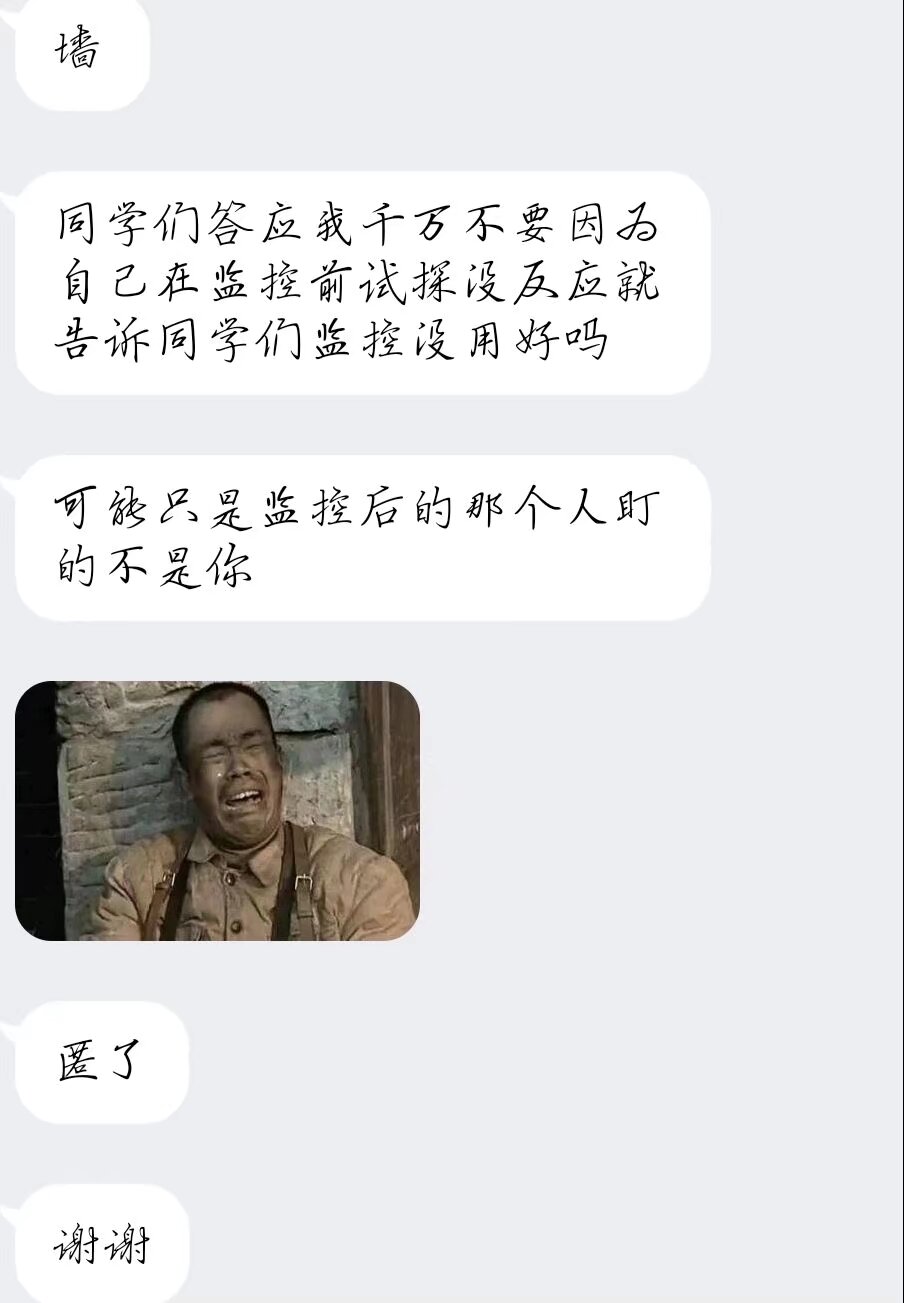 墙
同学们答应我千万不要因为
自己在监控前试探没反应就
告诉同学们监控没用好吗
可能只是监控后的那个人盯
的不是你
匿了
谢谢